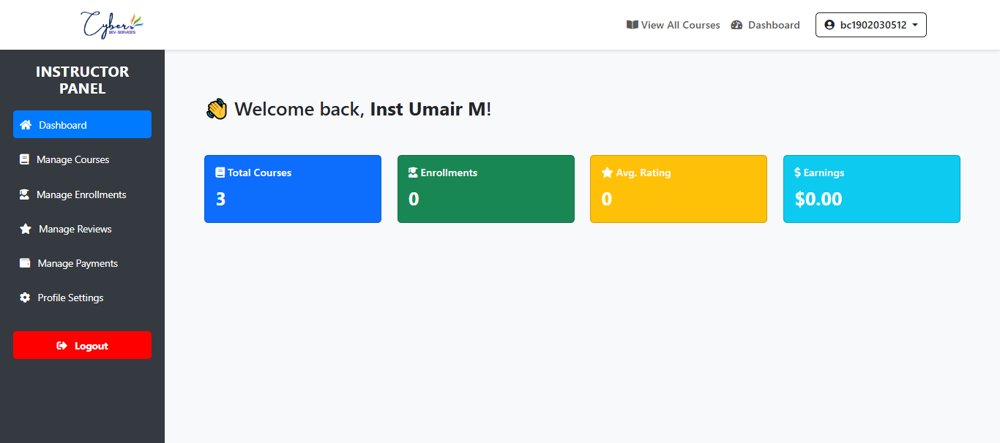 Cyber
DEV-SERVICES
View All Courses
Dashboard
bc1902030512
INSTRUCTOR
PANEL
Dashboard
Manage Courses
Manage Enrollments
Manage Reviews
Manage Payments
Profile Settings
Logout
Welcome back, Inst Umair M!
Total Courses
3
Enrollments
0
Avg. Rating
0
$ Earnings
$0.00